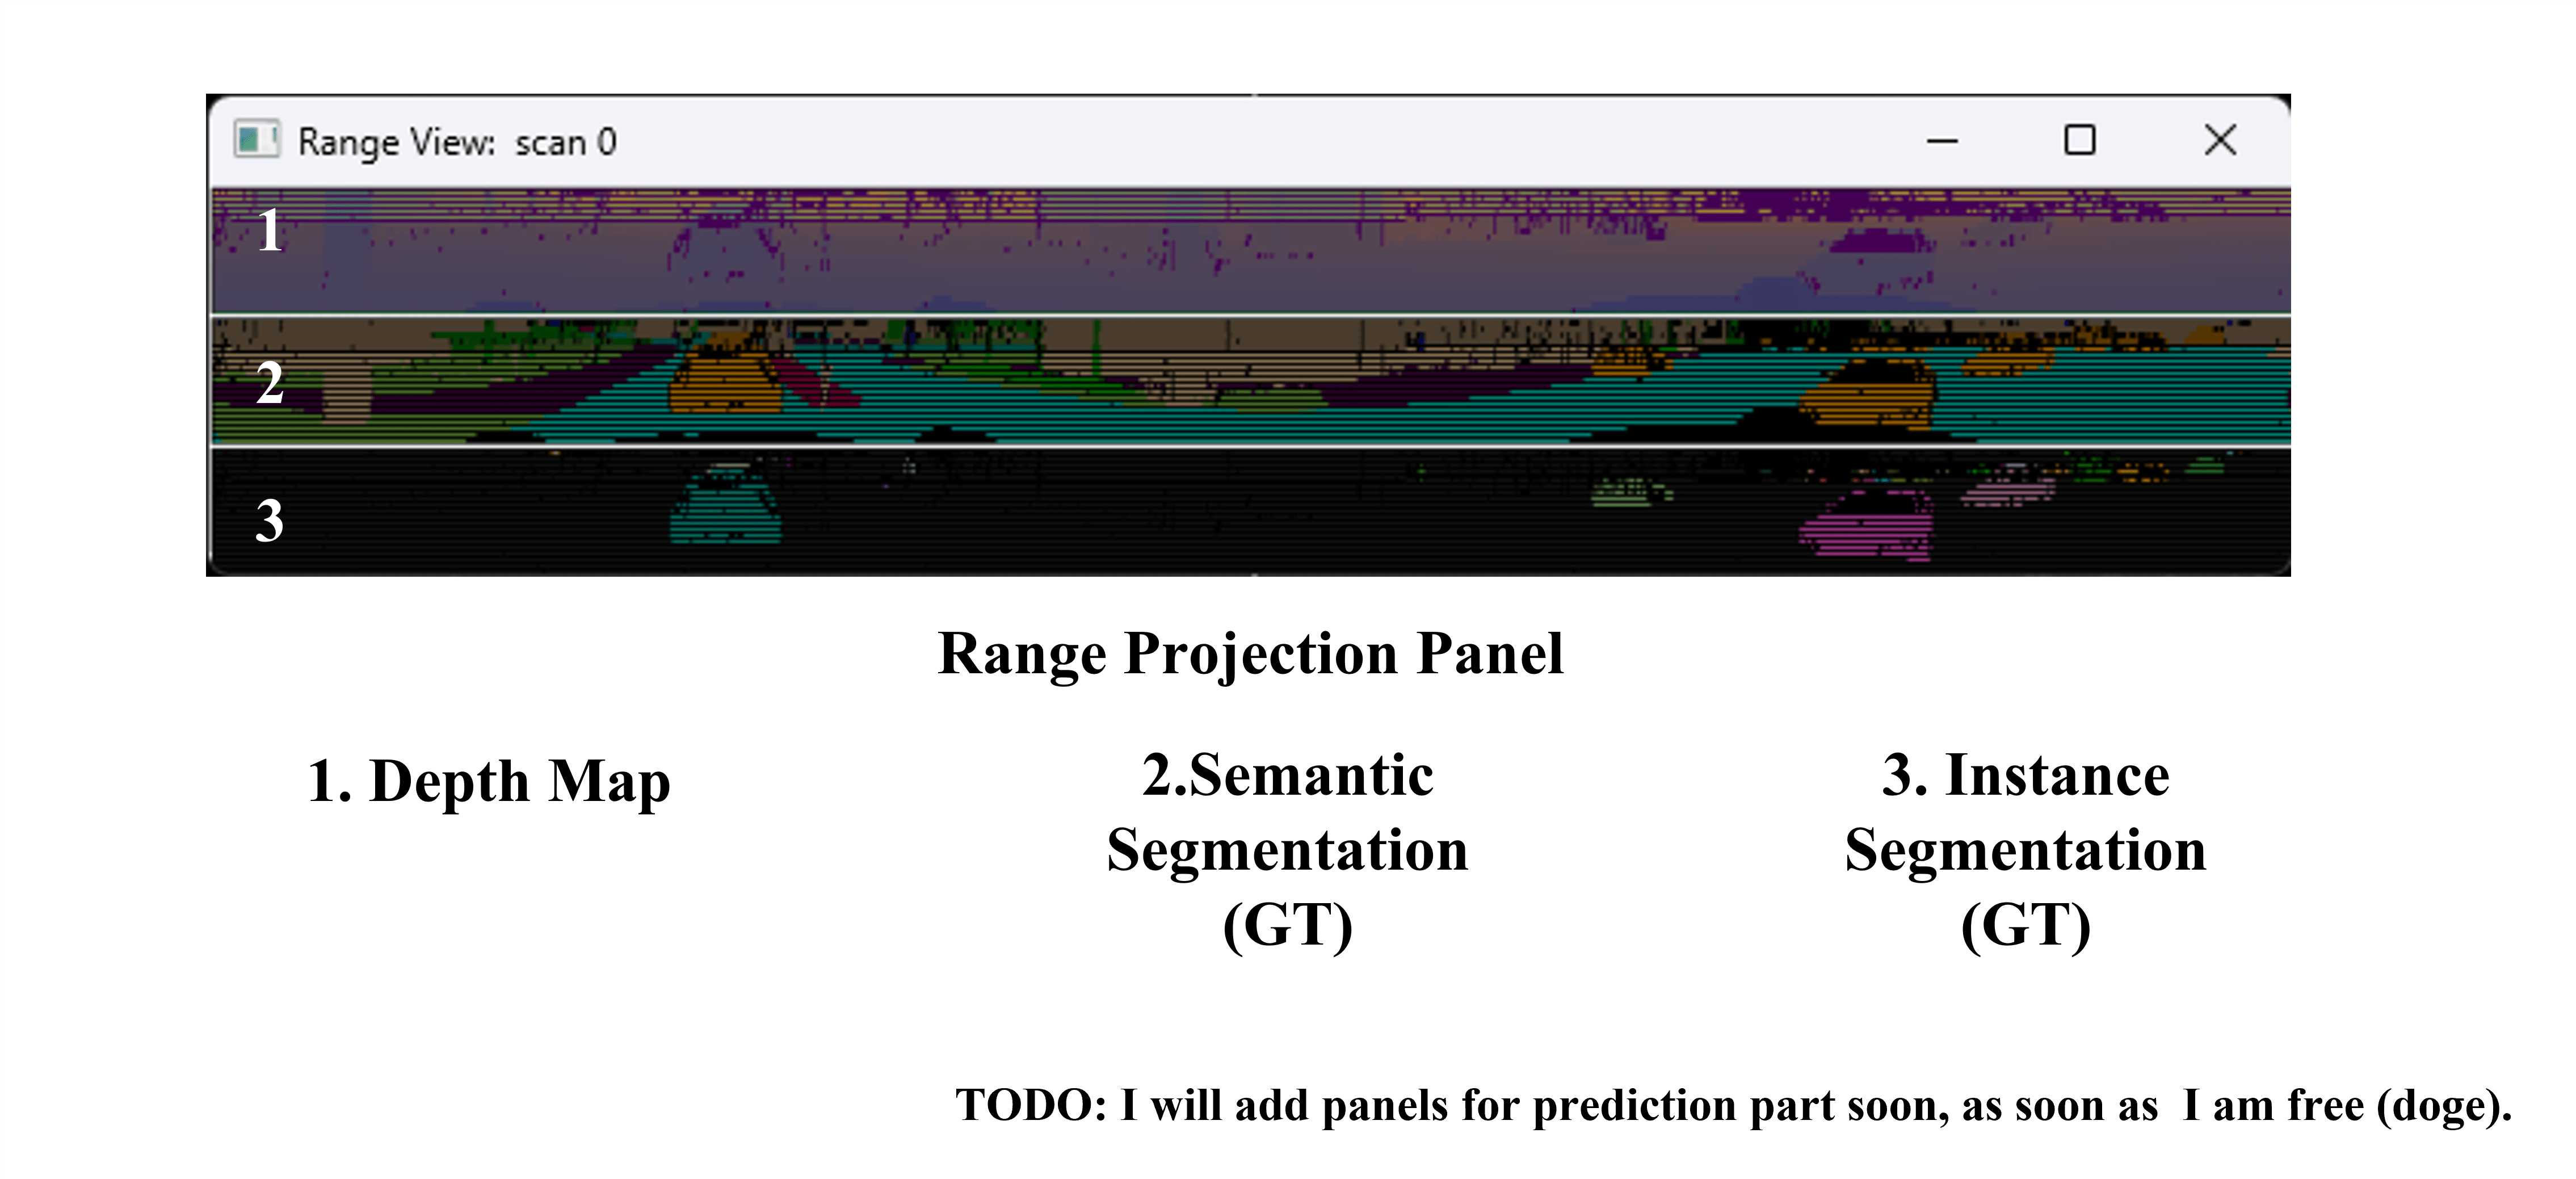 Range View: scan 0
1
2
3
Range Projection Panel
1. Depth Map
2.Semantic
Segmentation
(GT)
3. Instance
Segmentation
(GT)
TODO: I will add panels for prediction part soon, as soon as I am free (doge).